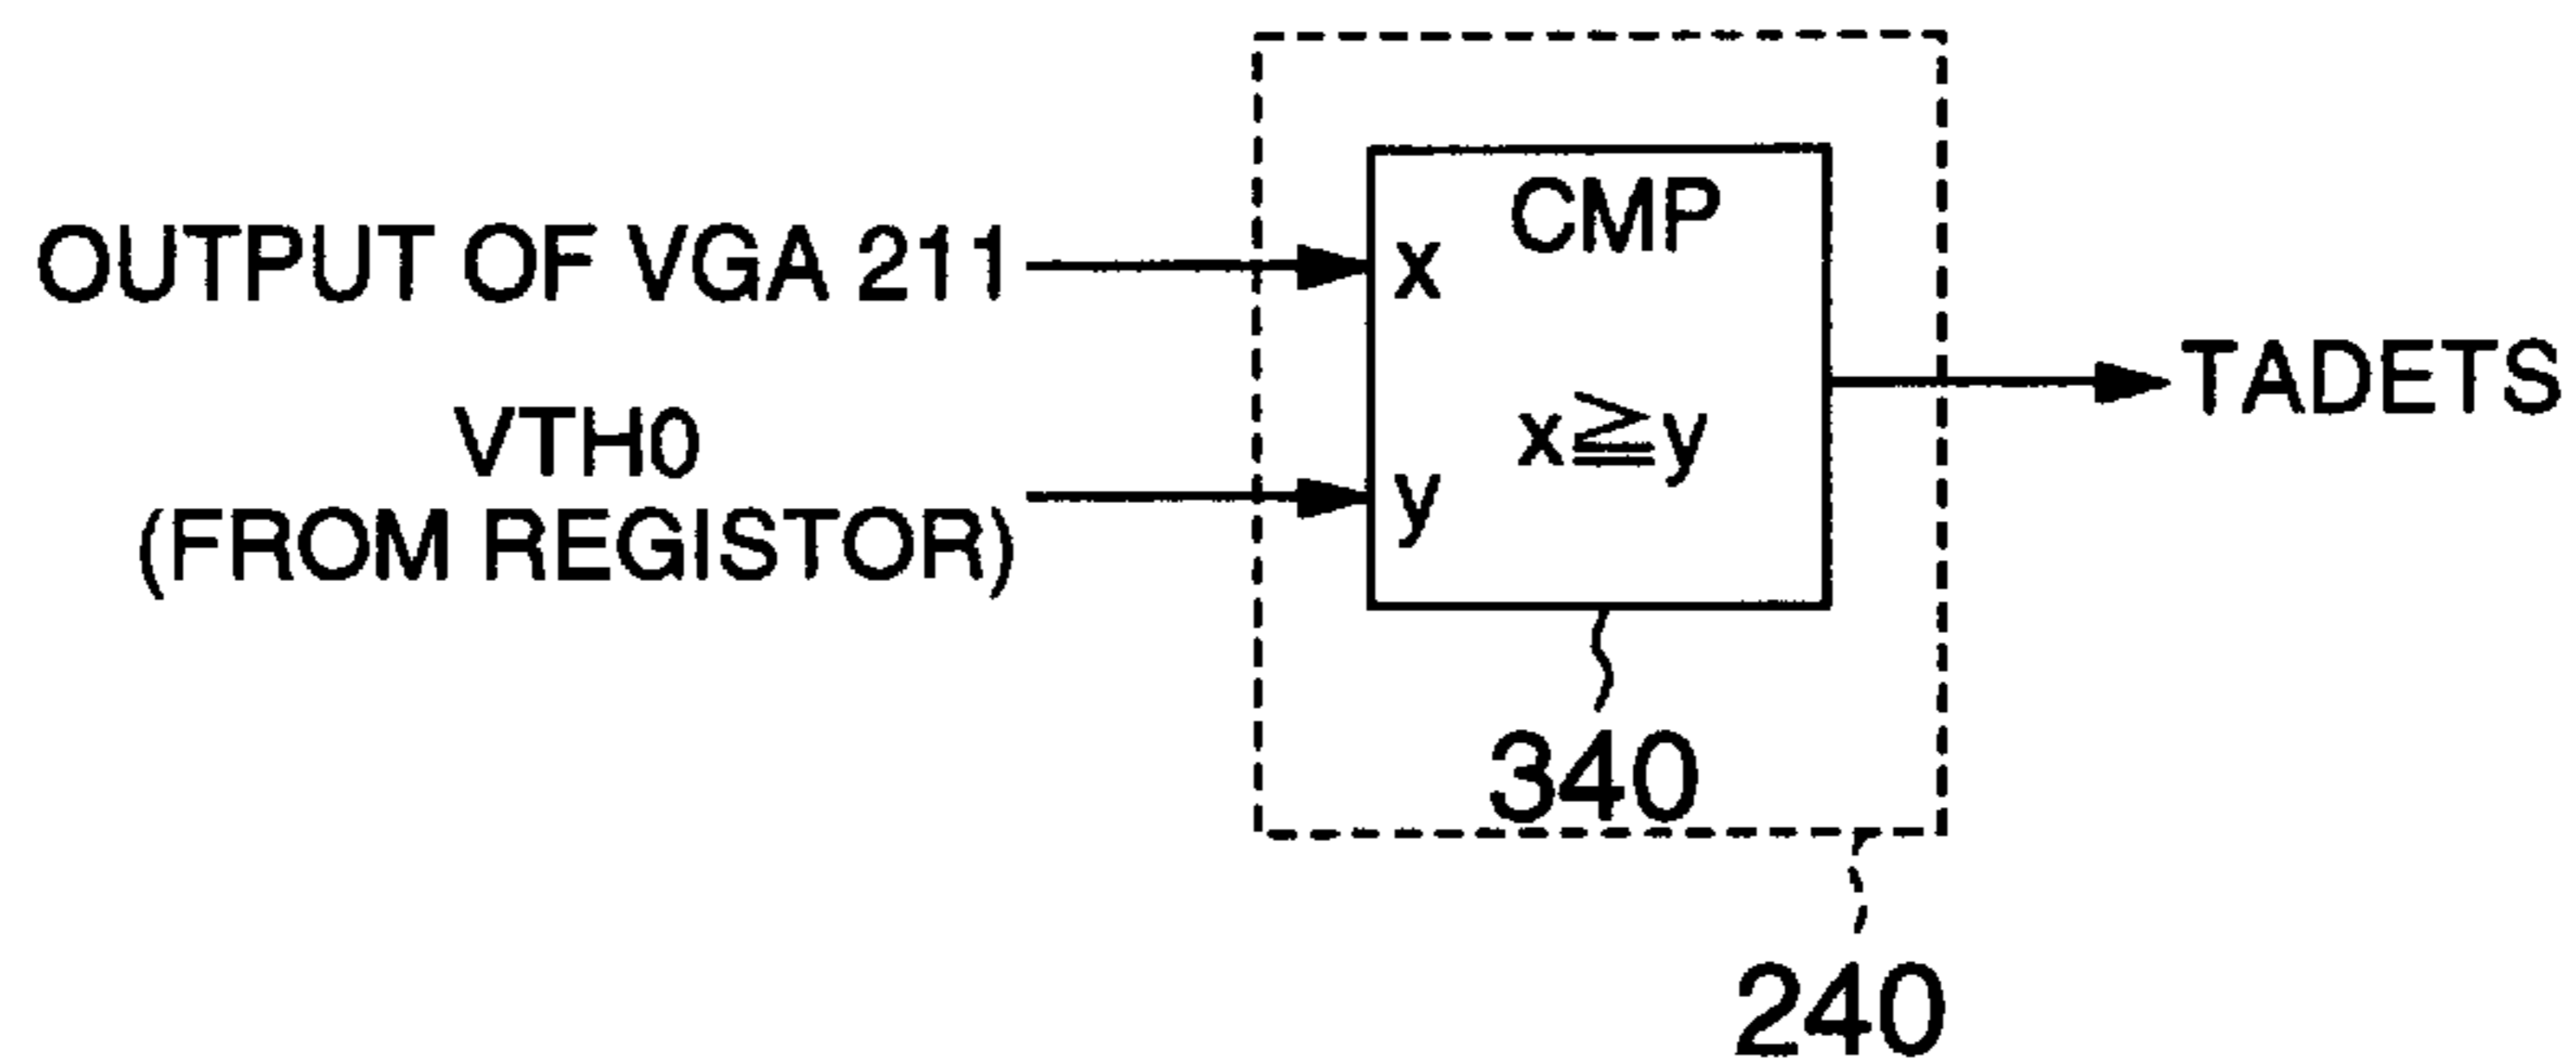 OUTPUT OF VGA 211
VTH0
(FROM REGISTOR)
x
CMP
y
x≧y
TADETS
340
240